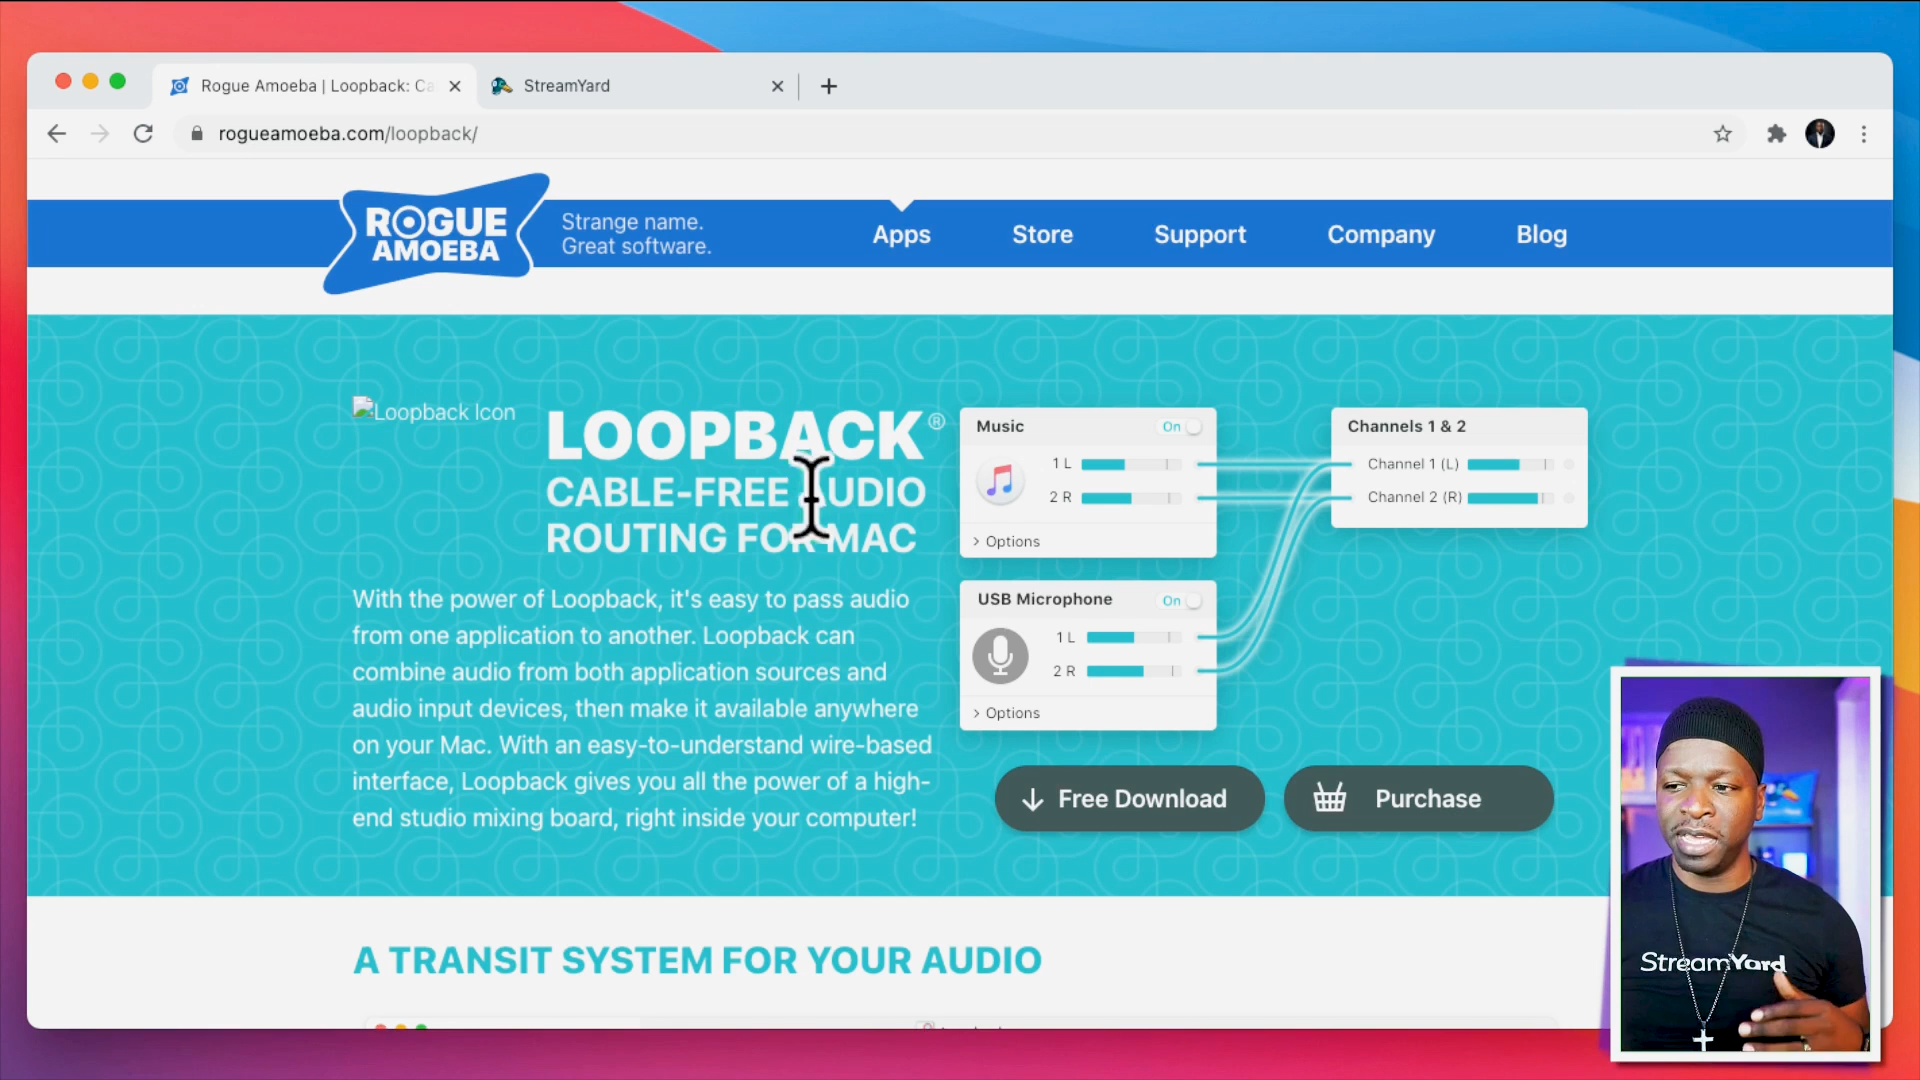 Rogue Amoeba | Loopback: Ca
StreamYard
rogueamoeba.com/loopback/
ROGUE
AMOEBA
Strange name.
Great software.
Apps
Store
Support
Company
Blog
Loopback Icon
LOOPBACK®
CABLE-FREE AUDIO
ROUTING FOR MAC
With the power of Loopback, it's easy to pass audio
from one application to another. Loopback can
combine audio from both application sources and
audio input devices, then make it available anywhere
on your Mac. With an easy-to-understand wire-based
interface, Loopback gives you all the power of a high-
end studio mixing board, right inside your computer!
Music
On
1 L
2 R
> Options
USB Microphone
On
1 L
2 R
> Options
Channels 1 & 2
Channel 1 (L)
Channel 2 (R)
Free Download
Purchase
A TRANSIT SYSTEM FOR YOUR AUDIO
StreamYard